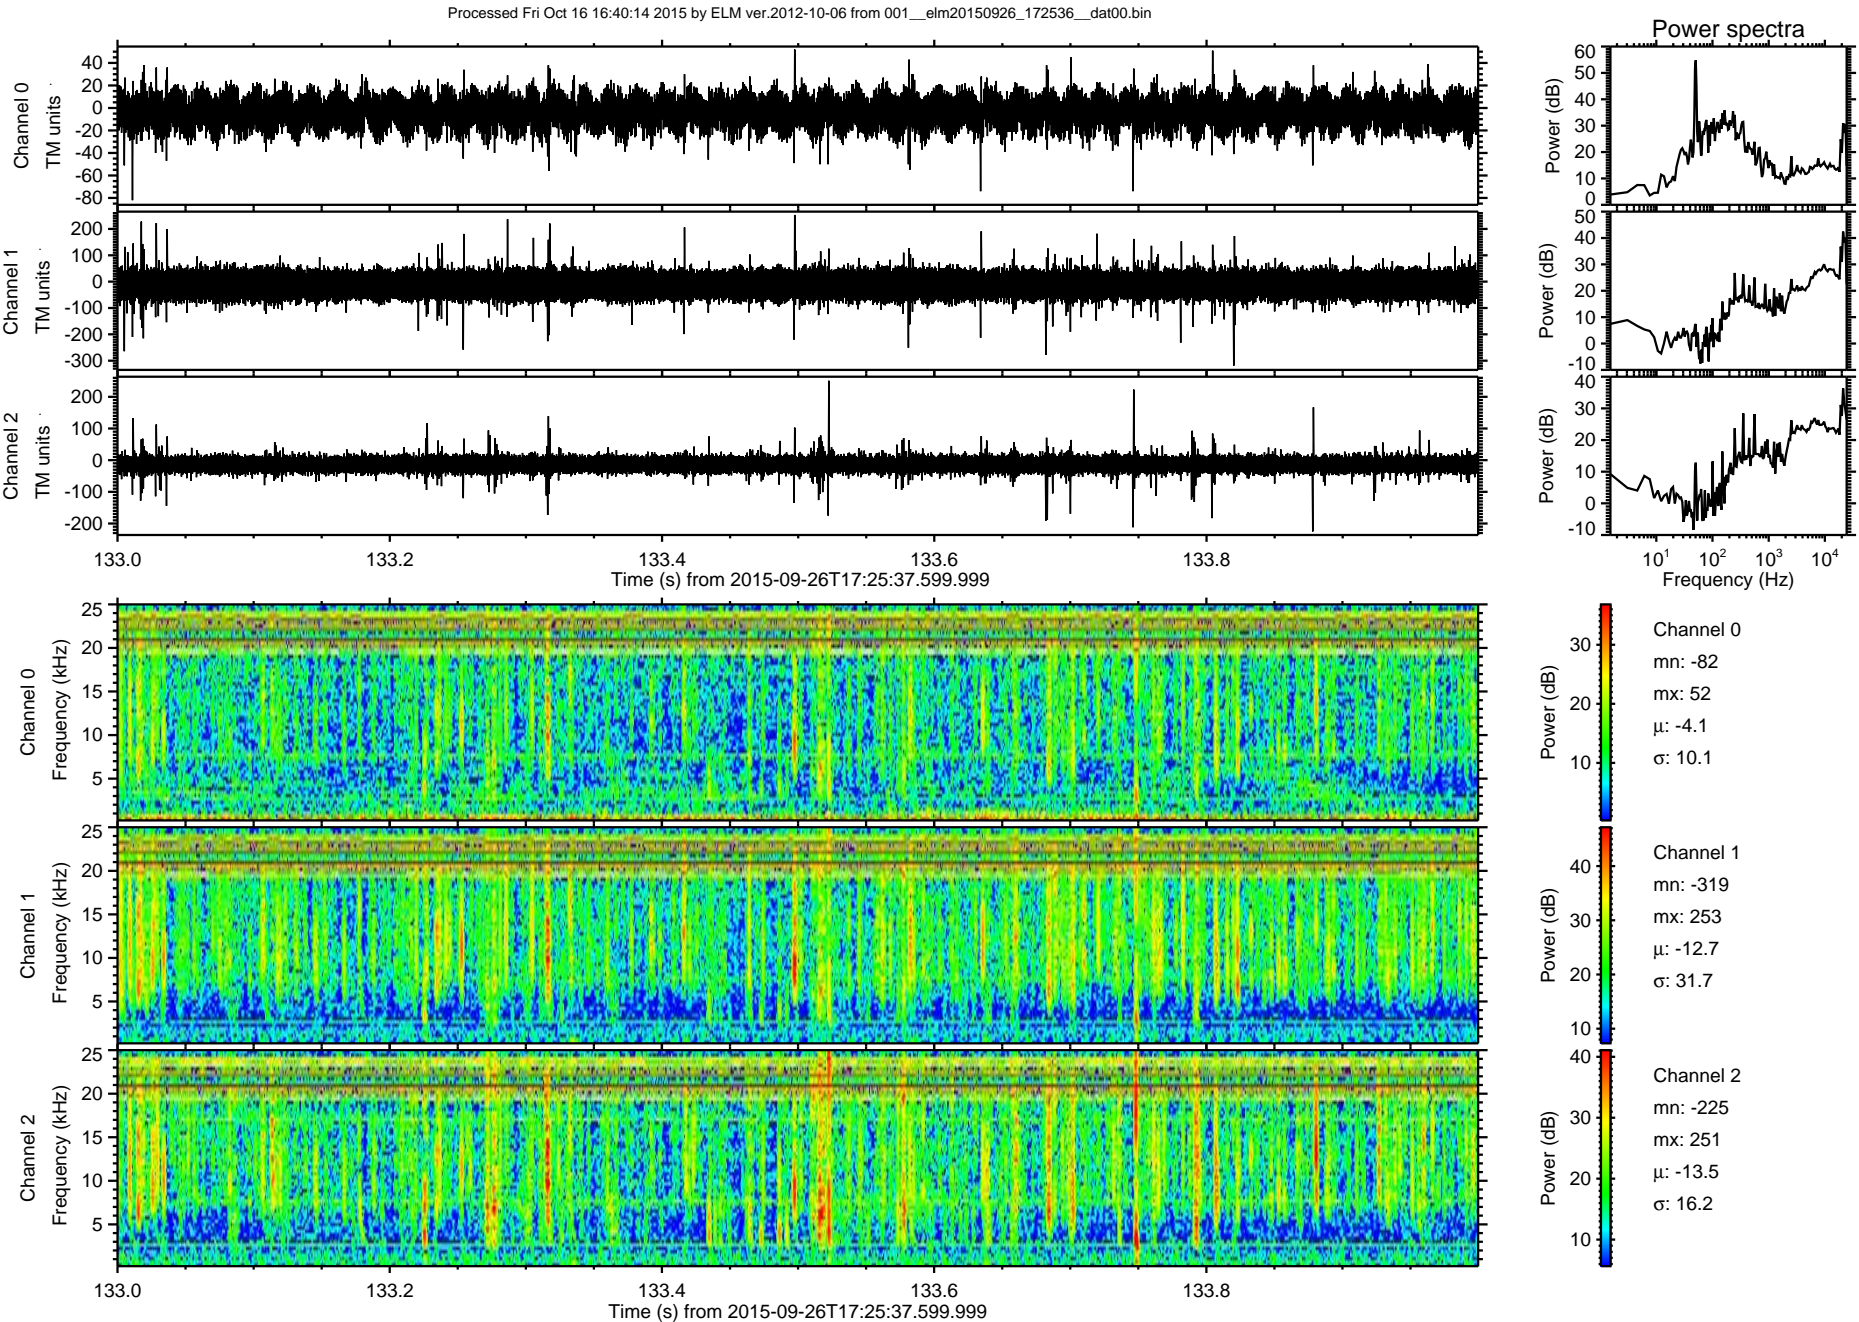 Processed Fri Oct 16 16:40:14 2015 by ELM ver.2012-10-06 from 001__elm20150926_172536__dat00.bin
Power spectra
Channel 0
TM units
40
20
0
-20
-40
-60
-80
Power (dB)
60
50
40
30
20
10
0
Channel 1
TM units
200
100
0
-100
-200
-300
Power (dB)
50
40
30
20
10
0
-10
Channel 2
TM units
200
100
0
-100
-200
Power (dB)
40
30
20
10
0
-10
133.0 133.2 133.4 133.6 133.8
Time (s) from 2015-09-26T17:25:37.599.999
10^1 10^2 10^3 10^4
Frequency (Hz)
Channel 0
Frequency (kHz)
25
20
15
10
5
Power (dB)
30
20
10
Channel 0
mn: -82
mx: 52
μ: -4.1
σ: 10.1
Channel 1
Frequency (kHz)
25
20
15
10
5
Power (dB)
40
30
20
10
Channel 1
mn: -319
mx: 253
μ: -12.7
σ: 31.7
Channel 2
Frequency (kHz)
25
20
15
10
5
Power (dB)
40
30
20
10
Channel 2
mn: -225
mx: 251
μ: -13.5
σ: 16.2
133.0 133.2 133.4 133.6 133.8
Time (s) from 2015-09-26T17:25:37.599.999